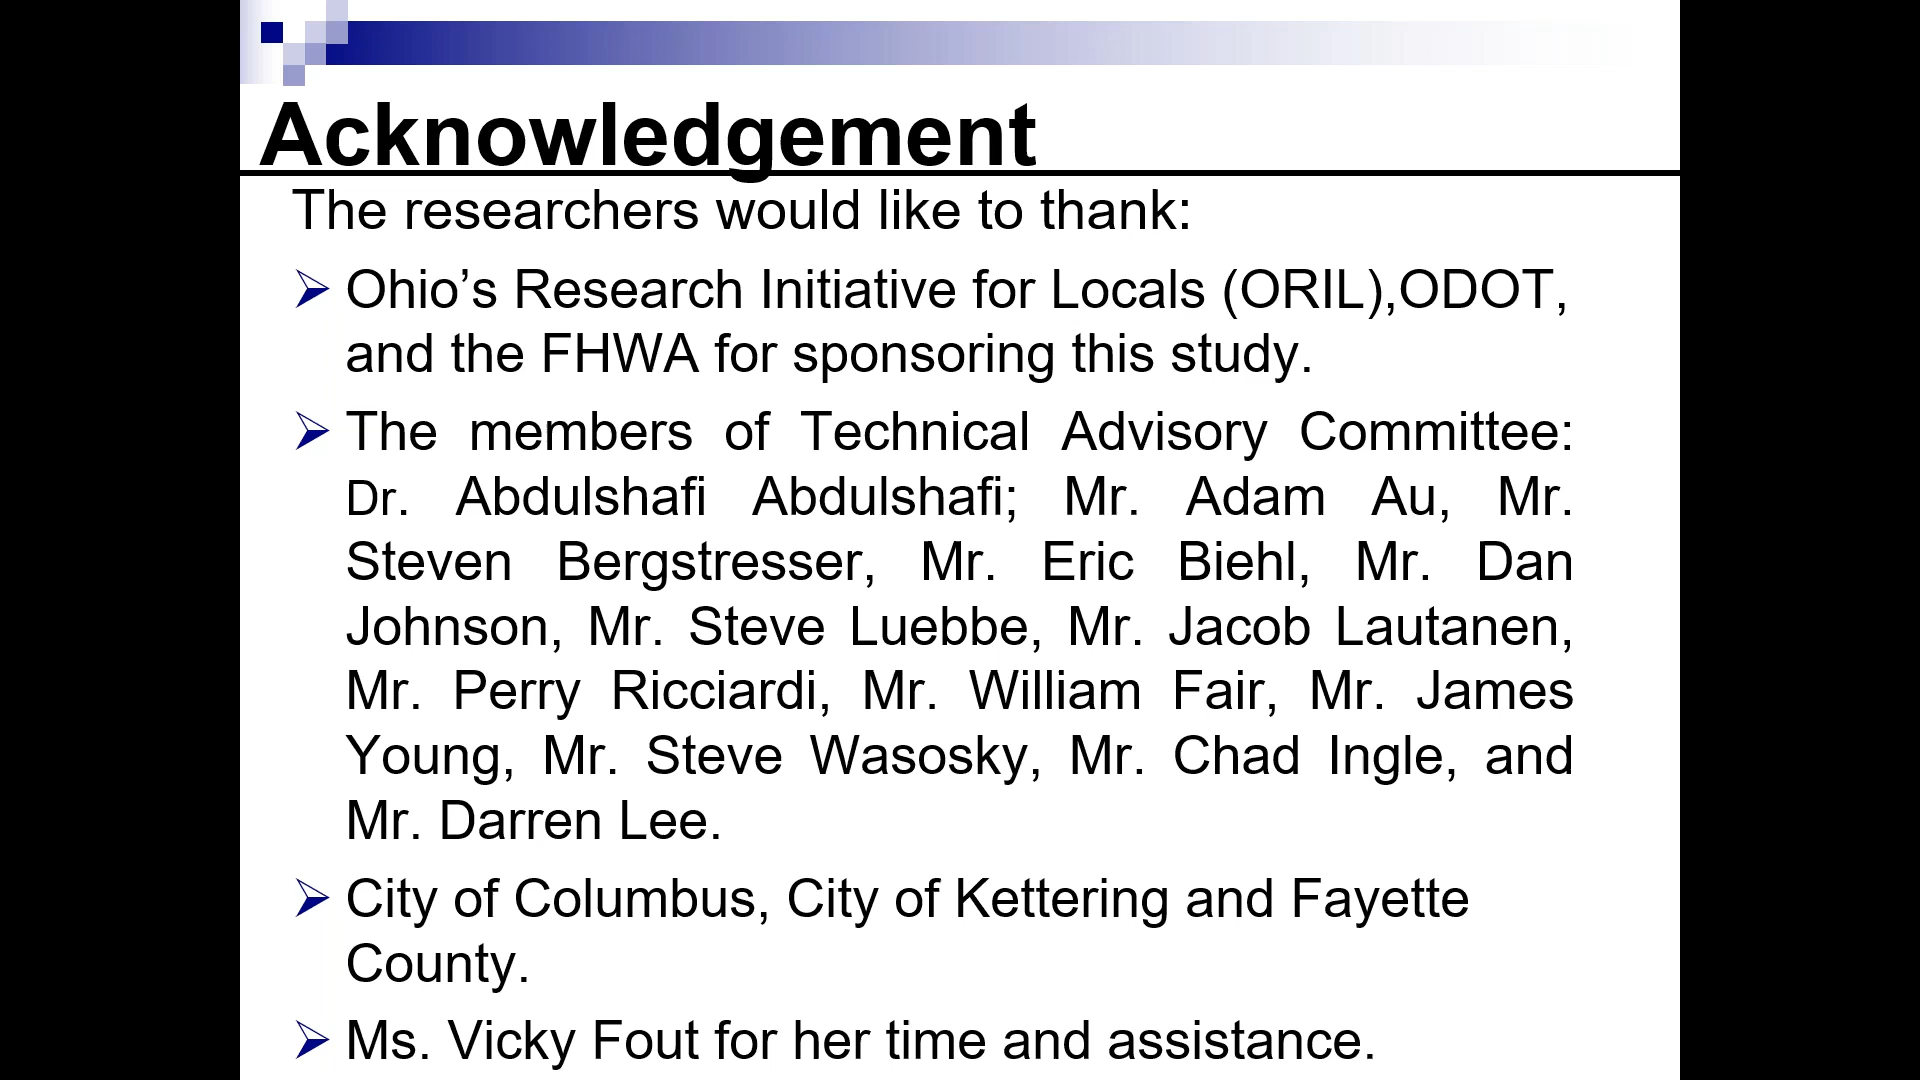 Acknowledgement
The researchers would like to thank:
Ohio’s Research Initiative for Locals (ORIL),ODOT,
and the FHWA for sponsoring this study.
The members of Technical Advisory Committee:
Dr. Abdulshafi Abdulshafi; Mr. Adam Au, Mr.
Steven Bergstresser, Mr. Eric Biehl, Mr. Dan
Johnson, Mr. Steve Luebbe, Mr. Jacob Lautanen,
Mr. Perry Ricciardi, Mr. William Fair, Mr. James
Young, Mr. Steve Wasosky, Mr. Chad Ingle, and
Mr. Darren Lee.
City of Columbus, City of Kettering and Fayette
County.
Ms. Vicky Fout for her time and assistance.